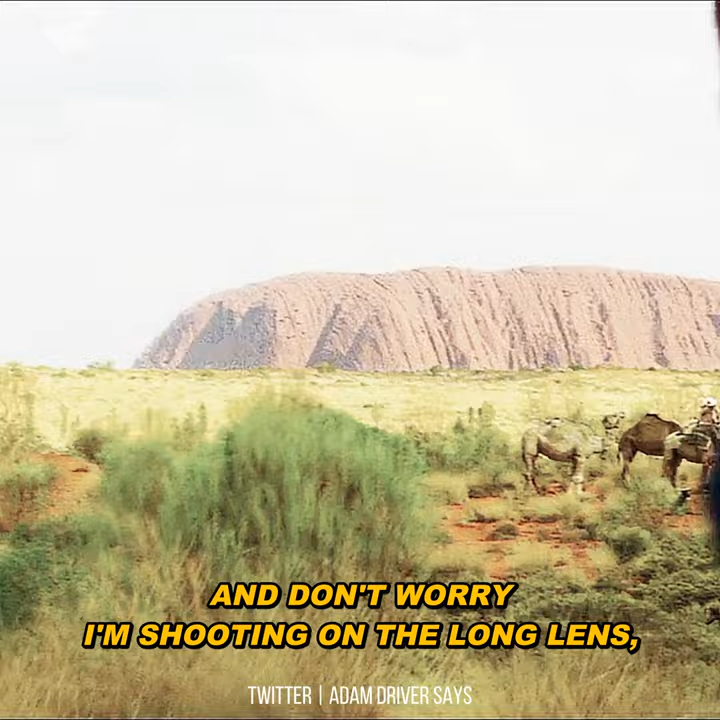 AND DON'T WORRY
I'M SHOOTING ON THE LONG LENS,
TWITTER | ADAM DRIVER SAYS